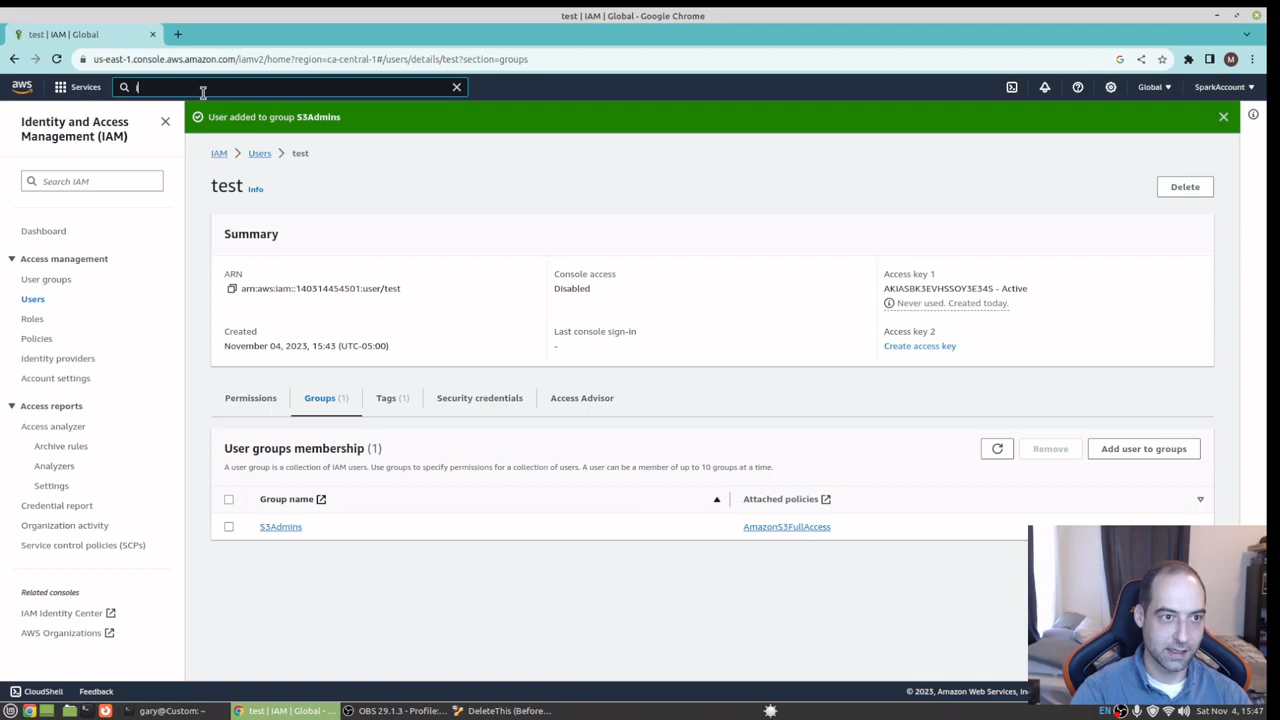 test | IAM | Global - Google Chrome
test | IAM | Global
us-east-1.console.aws.amazon.com/iamv2/home?region=ca-central-1#/users/details/test?section=groups
M
aws
Services
i
Global
SparkAccount
Identity and Access
Management (IAM)
Search IAM
Dashboard
Access management
User groups
Users
Roles
Policies
Identity providers
Account settings
Access reports
Access analyzer
Archive rules
Analyzers
Settings
Credential report
Organization activity
Service control policies (SCPs)
Related consoles
IAM Identity Center
AWS Organizations
User added to group S3Admins
IAM > Users > test
test Info
Delete
Summary
ARN
arn:aws:iam::140314454501:user/test
Console access
Disabled
Access key 1
AKIASBK3EVHSSOY3E34S - Active
Never used. Created today.
Created
November 04, 2023, 15:43 (UTC-05:00)
Last console sign-in
-
Access key 2
Create access key
Permissions
Groups (1)
Tags (1)
Security credentials
Access Advisor
User groups membership (1)
Remove
Add user to groups
A user group is a collection of IAM users. Use groups to specify permissions for a collection of users. A user can be a member of up to 10 groups at a time.
Group name
Attached policies
S3Admins
AmazonS3FullAccess
CloudShell
Feedback
© 2023, Amazon Web Services, Inc
gary@Custom: ~
test | IAM | Global - ...
OBS 29.1.3 - Profile:...
DeleteThis (Before...
EN
Sat Nov 4, 15:47